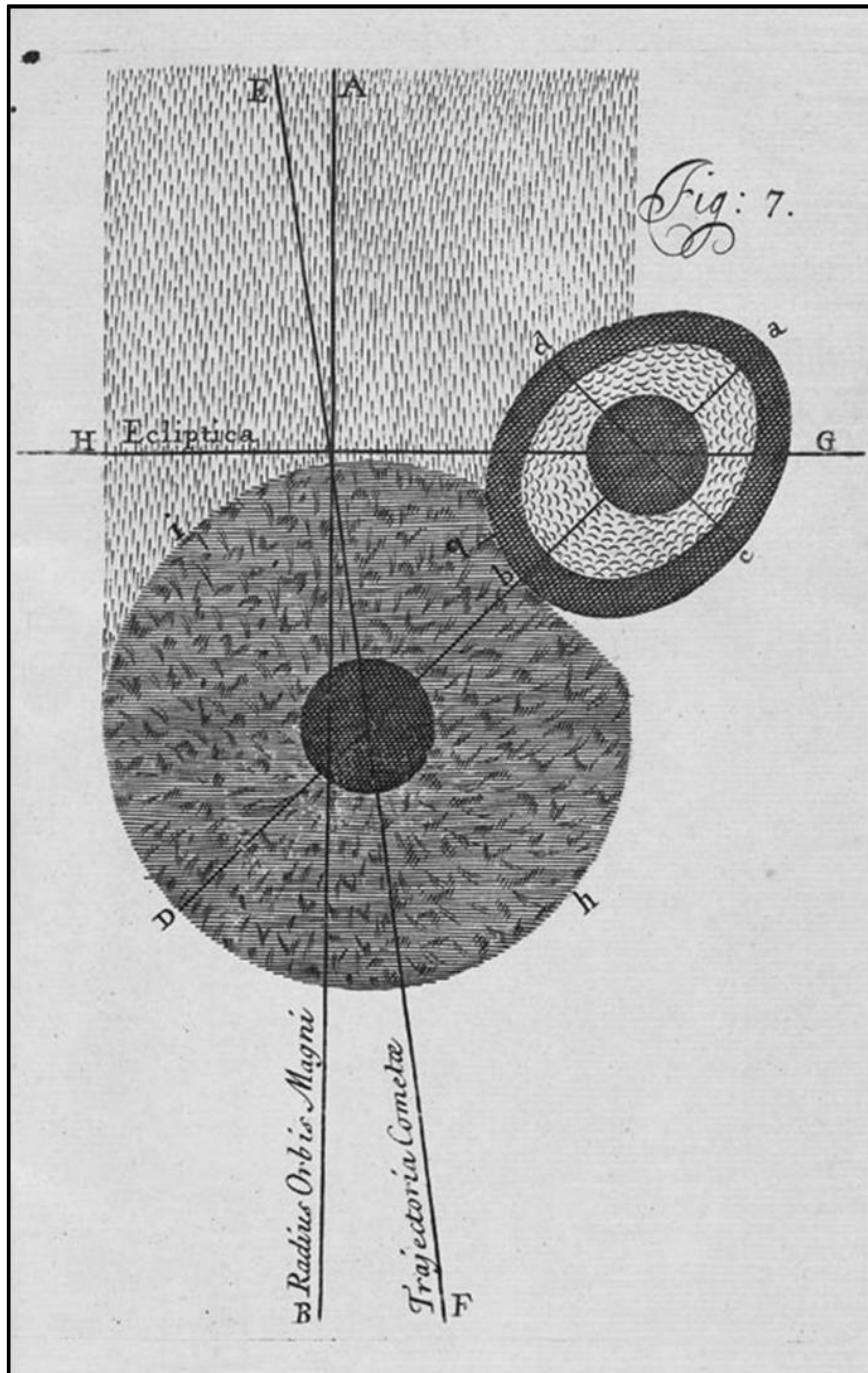 E A
Fig: 7.
d a
H Ecliptica G
i
q
b c
D h
Radius Orbis Magni
Trajectoria Cometæ
B F